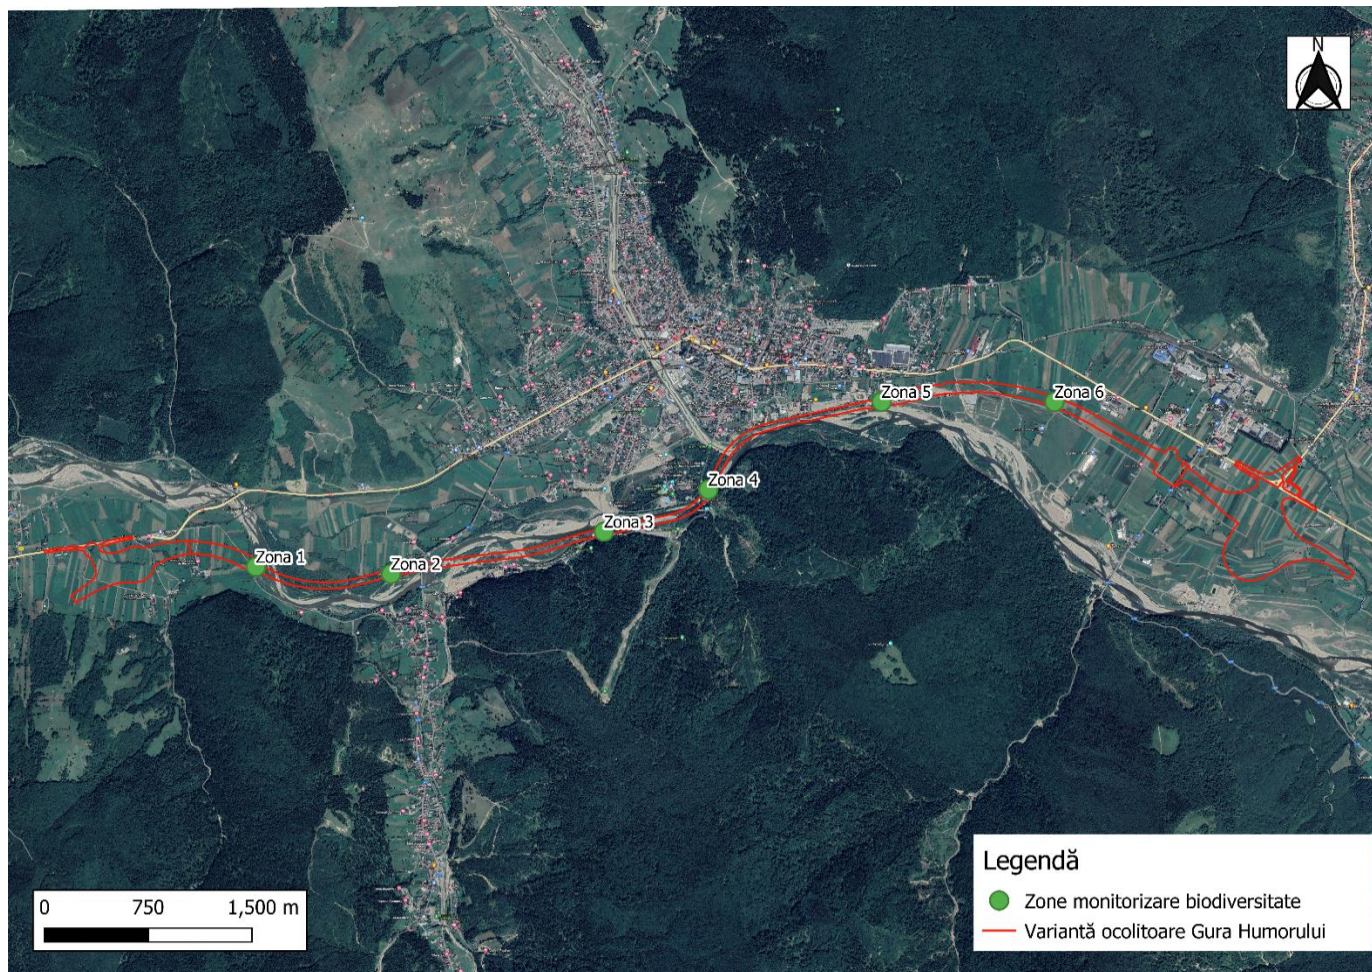 N
Zona 5
Zona 6
Zona 4
Zona 3
Zona 1
Zona 2
Legendă
Zone monitorizare biodiversitate
Variantă ocolitoare Gura Humorului
0 750 1,500 m